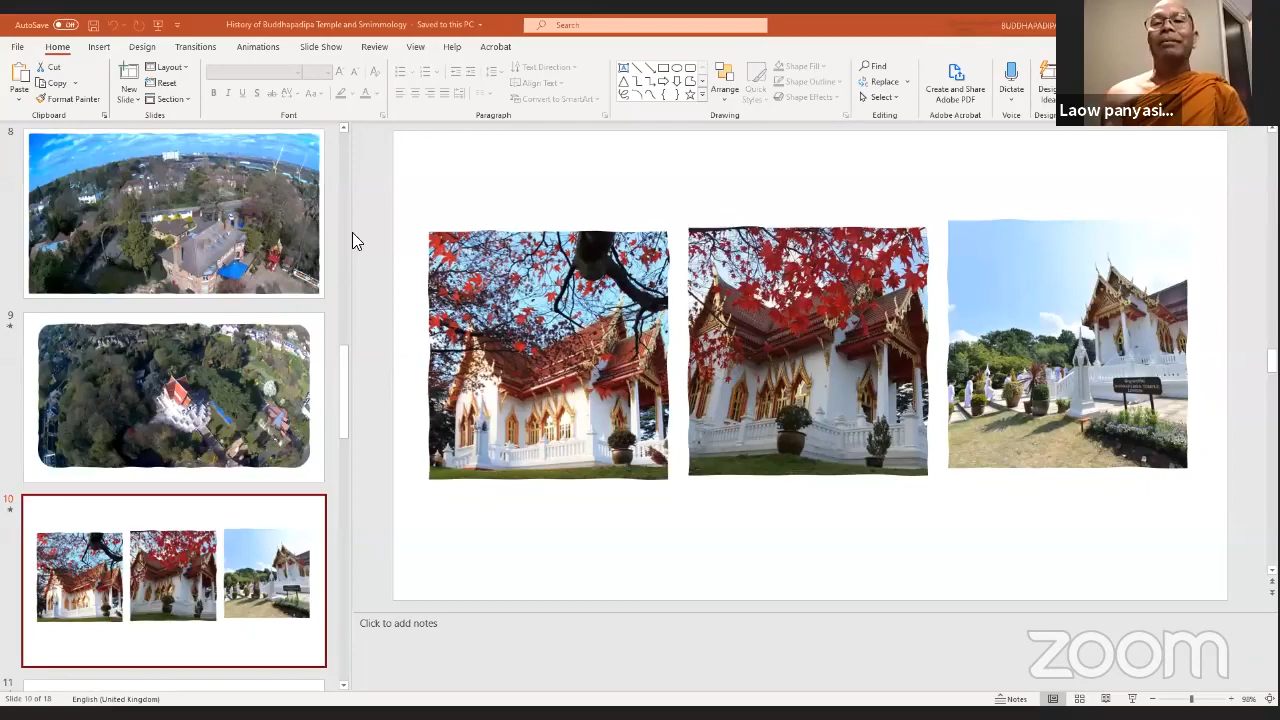 AutoSave Off
History of Buddhapadipa Temple and Smimmology - Saved to this PC
Search
BUDDHAPADIPA
File Home Insert Design Transitions Animations Slide Show Review View Help Acrobat
Paste
Cut
Copy
Format Painter
Clipboard
New Slide
Layout
Reset
Section
Slides
Font
Text Direction
Align Text
Convert to SmartArt
Paragraph
Arrange
Quick Styles
Shape Fill
Shape Outline
Shape Effects
Drawing
Find
Replace
Select
Editing
Create and Share Adobe PDF
Adobe Acrobat
Dictate
Voice
Laow panyasi...
8
9
10
11
Click to add notes
zoom
Slide 10 of 18
English (United Kingdom)
Notes
98%